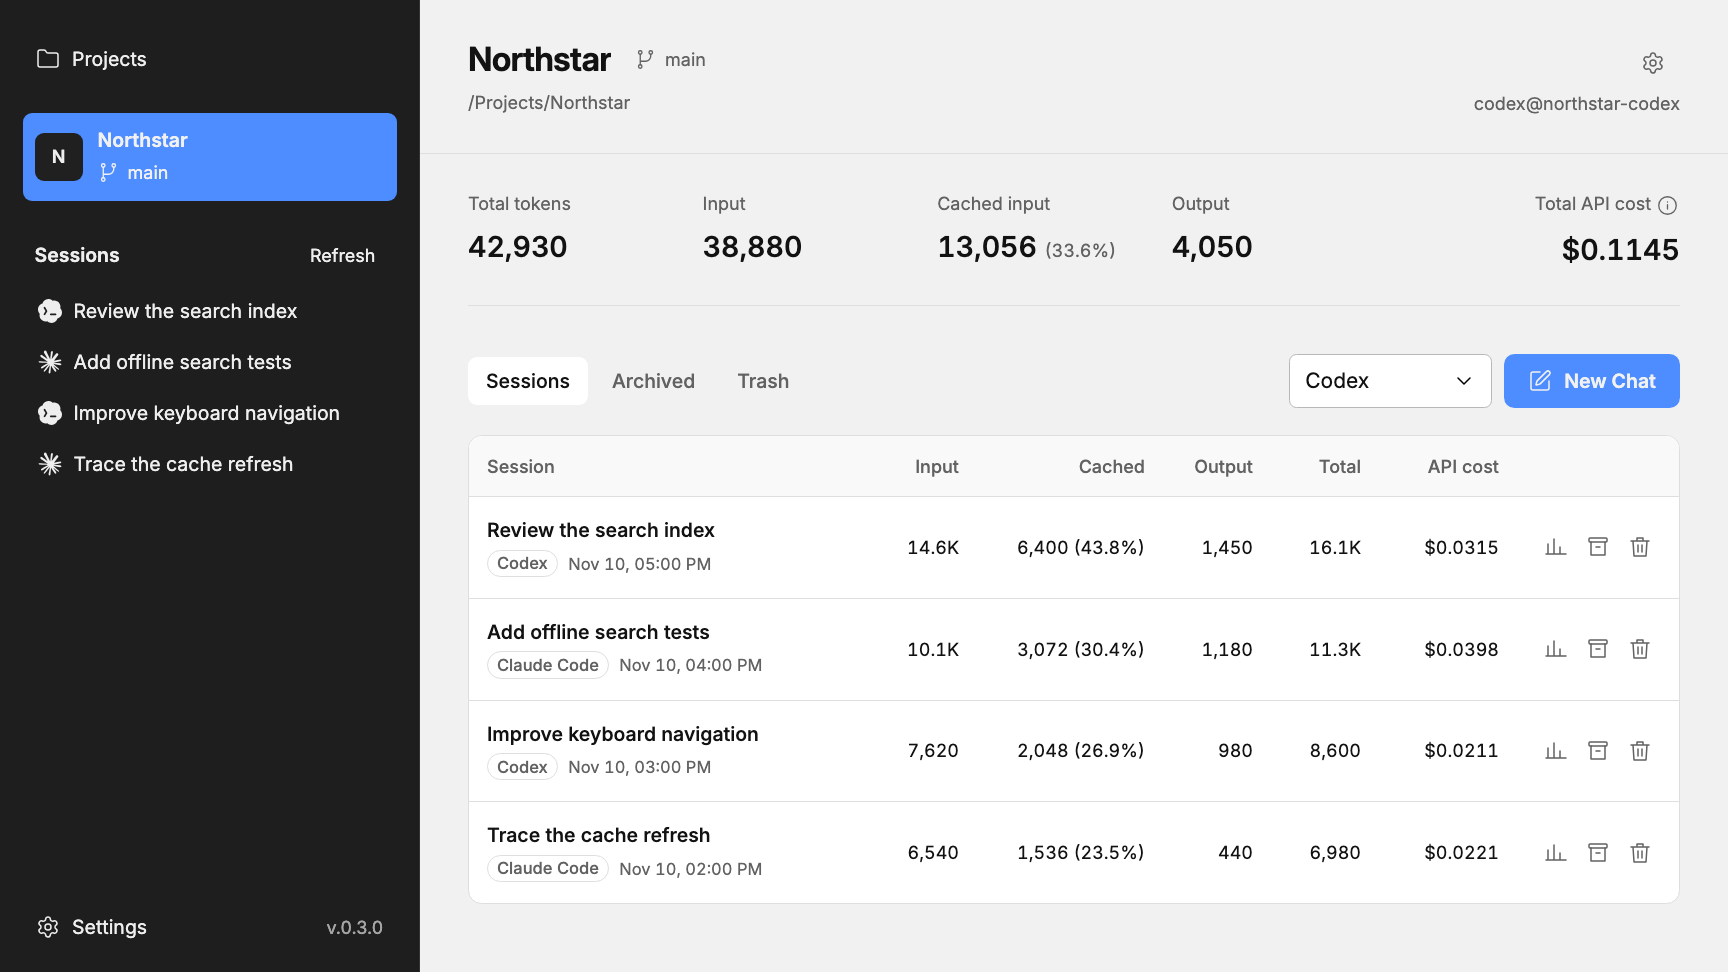 Projects
N
Northstar
main
Sessions
Refresh
Review the search index
Add offline search tests
Improve keyboard navigation
Trace the cache refresh
Settings
v.0.3.0
Northstar
main
/Projects/Northstar
codex@northstar-codex
Total tokens
42,930
Input
38,880
Cached input
13,056 (33.6%)
Output
4,050
Total API cost
$0.1145
Sessions Archived Trash
Codex
New Chat
Session Input Cached Output Total API cost
Review the search index
Codex Nov 10, 05:00 PM
14.6K 6,400 (43.8%) 1,450 16.1K $0.0315
Add offline search tests
Claude Code Nov 10, 04:00 PM
10.1K 3,072 (30.4%) 1,180 11.3K $0.0398
Improve keyboard navigation
Codex Nov 10, 03:00 PM
7,620 2,048 (26.9%) 980 8,600 $0.0211
Trace the cache refresh
Claude Code Nov 10, 02:00 PM
6,540 1,536 (23.5%) 440 6,980 $0.0221